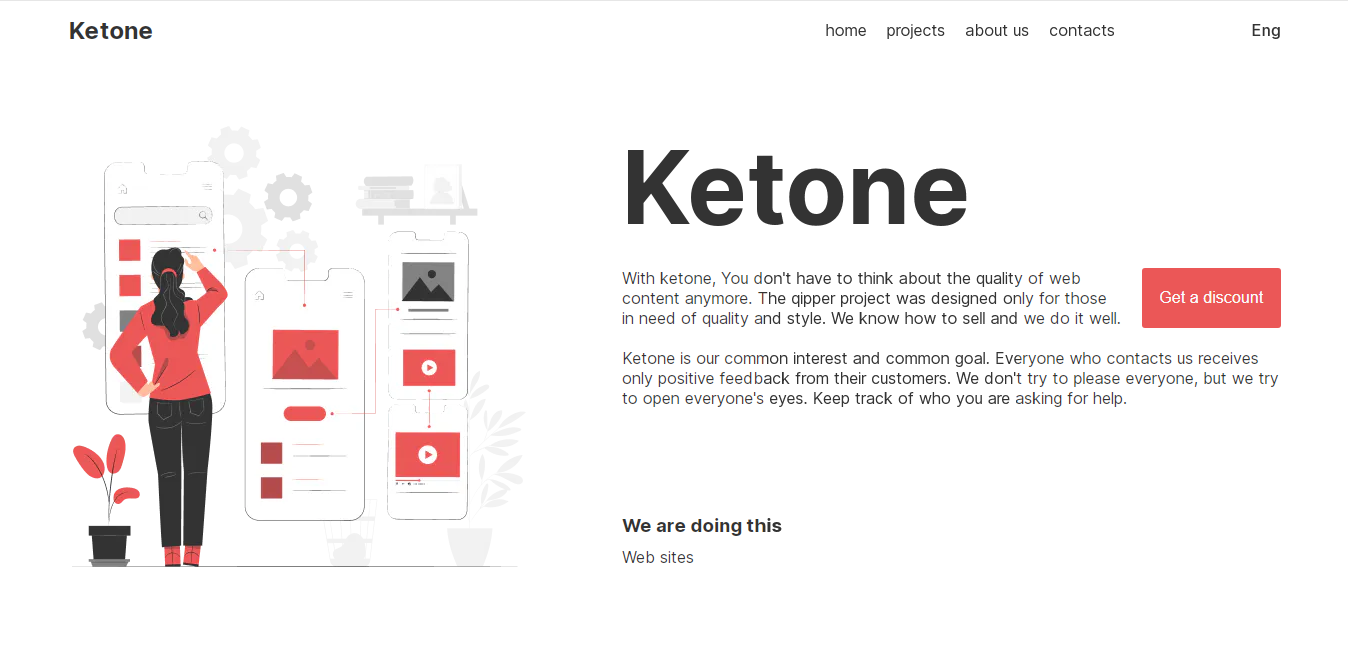 Ketone
home projects about us contacts
Eng
Ketone
With ketone, You don't have to think about the quality of web
content anymore. The qipper project was designed only for those
in need of quality and style. We know how to sell and we do it well.
Get a discount
Ketone is our common interest and common goal. Everyone who contacts us receives
only positive feedback from their customers. We don't try to please everyone, but we try
to open everyone's eyes. Keep track of who you are asking for help.
We are doing this
Web sites